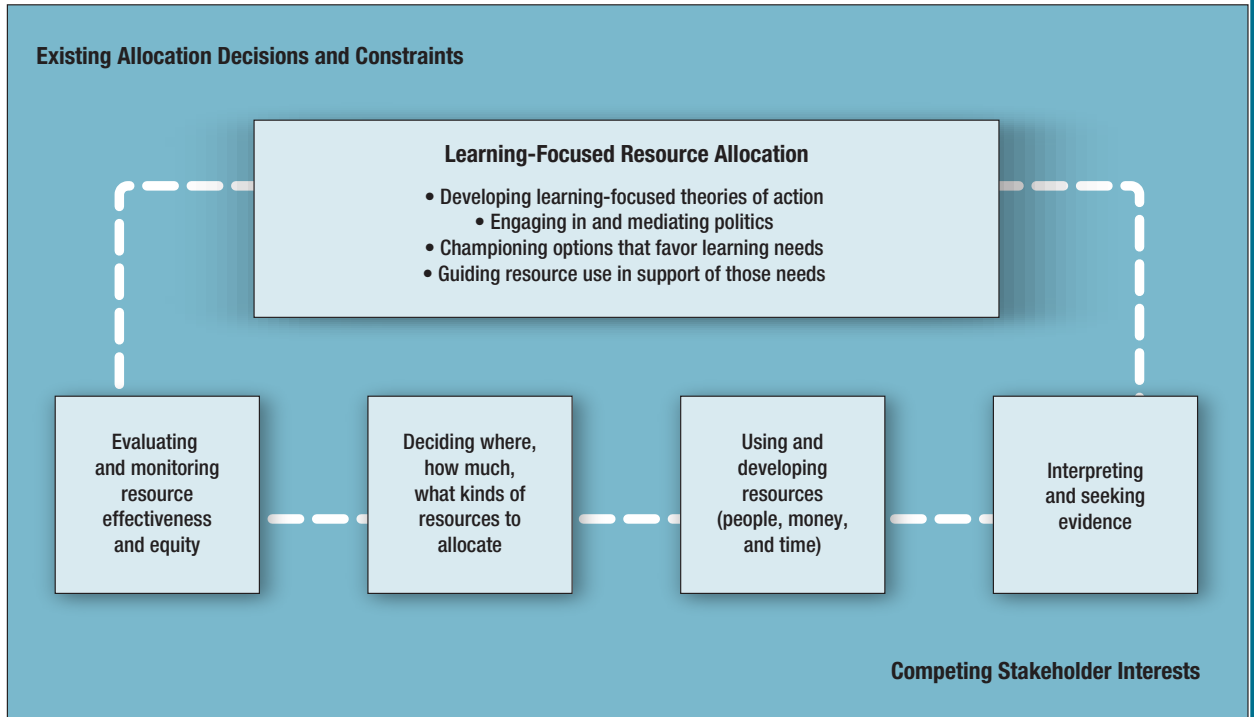 Existing Allocation Decisions and Constraints
Learning-Focused Resource Allocation
• Developing learning-focused theories of action
• Engaging in and mediating politics
• Championing options that favor learning needs
• Guiding resource use in support of those needs
Evaluating
and monitoring
resource
effectiveness
and equity
Deciding where,
how much,
what kinds of
resources to
allocate
Using and
developing
resources
(people, money,
and time)
Interpreting
and seeking
evidence
Competing Stakeholder Interests